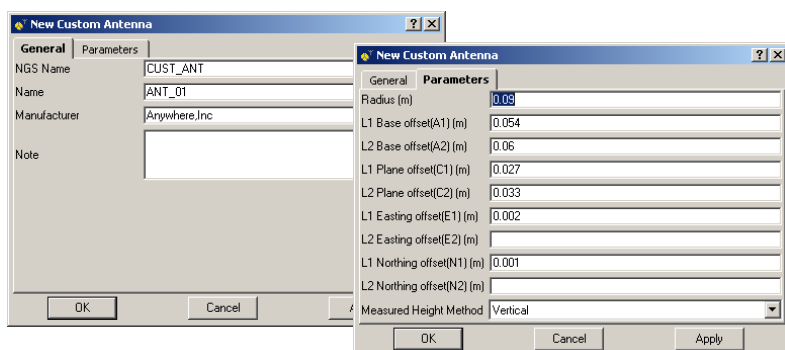 New Custom Antenna
General Parameters
NGS Name CUST_ANT
Name ANT_01
Manufacturer Anywhere,Inc
Note
OK Cancel
New Custom Antenna
General Parameters
Radius (m) 0.09
L1 Base offset(A1) (m) 0.054
L2 Base offset(A2) (m) 0.06
L1 Plane offset(C1) (m) 0.027
L2 Plane offset(C2) (m) 0.033
L1 Easting offset(E1) (m) 0.002
L2 Easting offset(E2) (m)
L1 Northing offset(N1) (m) 0.001
L2 Northing offset(N2) (m)
Measured Height Method Vertical
OK Cancel Apply